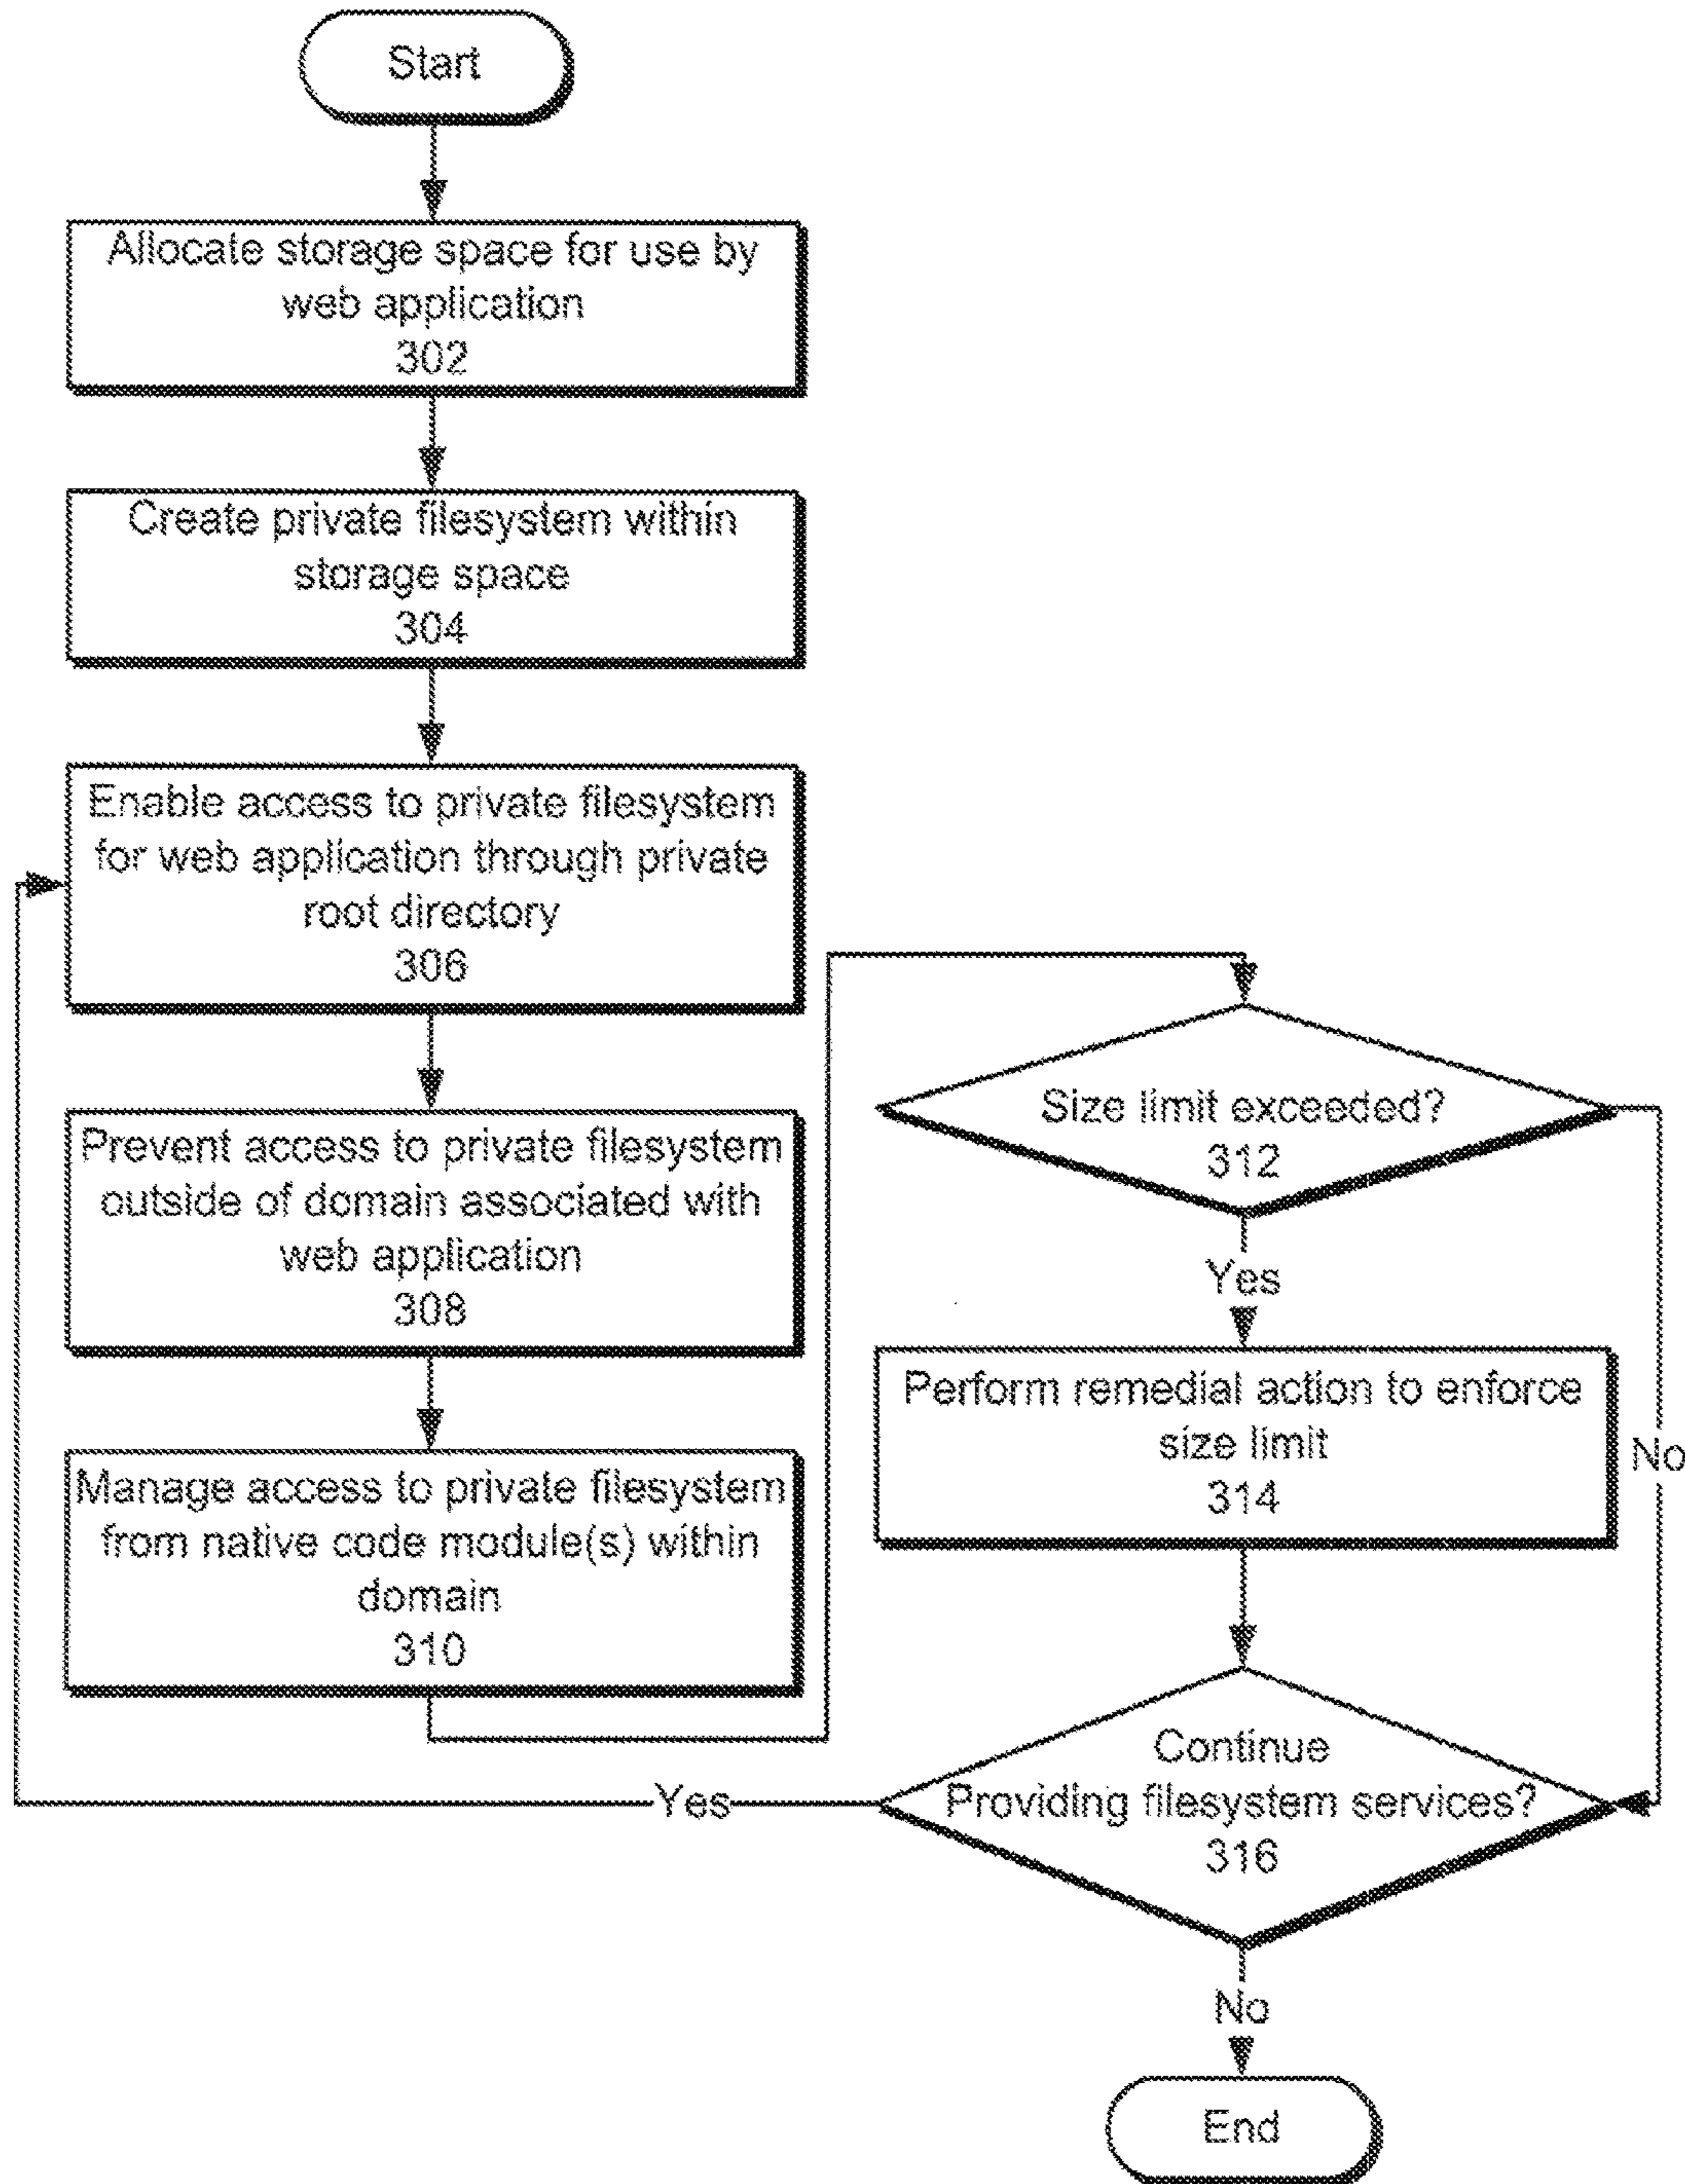 Start
Allocate storage space for use by
web application
302
Create private filesystem within
storage space
304
Enable access to private filesystem
for web application through private
root directory
306
Prevent access to private filesystem
outside of domain associated with
web application
308
Manage access to private filesystem
from native code module(s) within
domain
310
Size limit exceeded?
312
Yes
Perform remedial action to enforce
size limit
314
No
Continue
Providing filesystem services?
316
Yes
No
End